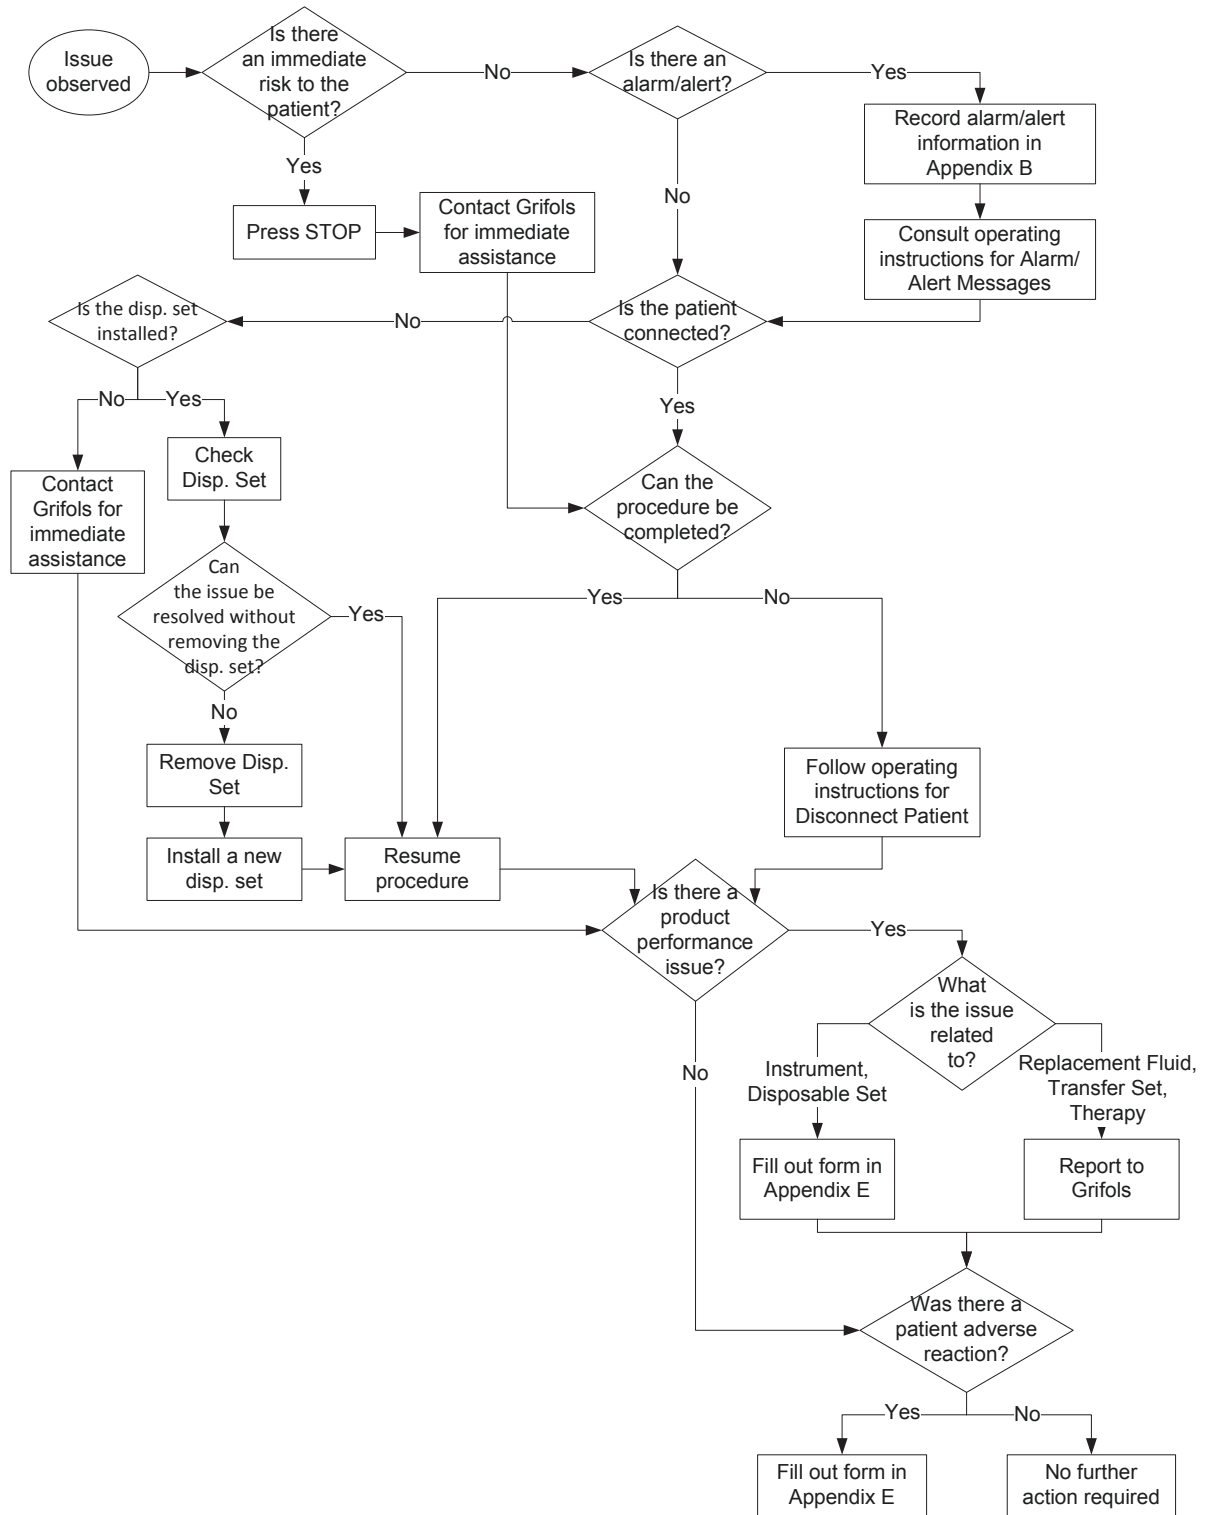 Issue
observed
Is there
an immediate
risk to the
patient?
No
Is there an
alarm/alert?
Yes
Record alarm/alert
information in
Appendix B
Yes
No
Press STOP
Contact Grifols
for immediate
assistance
Consult operating
instructions for Alarm/
Alert Messages
Is the disp. set
installed?
No
Is the patient
connected?
No
Yes
Yes
Check
Disp. Set
Contact
Grifols for
immediate
assistance
Can the
procedure be
completed?
Can
the issue be
resolved without
removing the
disp. set?
Yes
Yes
No
No
Remove Disp.
Set
Follow operating
instructions for
Disconnect Patient
Install a new
disp. set
Resume
procedure
Is there a
product
performance
issue?
Yes
What
is the issue
related
to?
No
Instrument,
Disposable Set
Replacement Fluid,
Transfer Set,
Therapy
Fill out form in
Appendix E
Report to
Grifols
Was there a
patient adverse
reaction?
Yes
No
Fill out form in
Appendix E
No further
action required